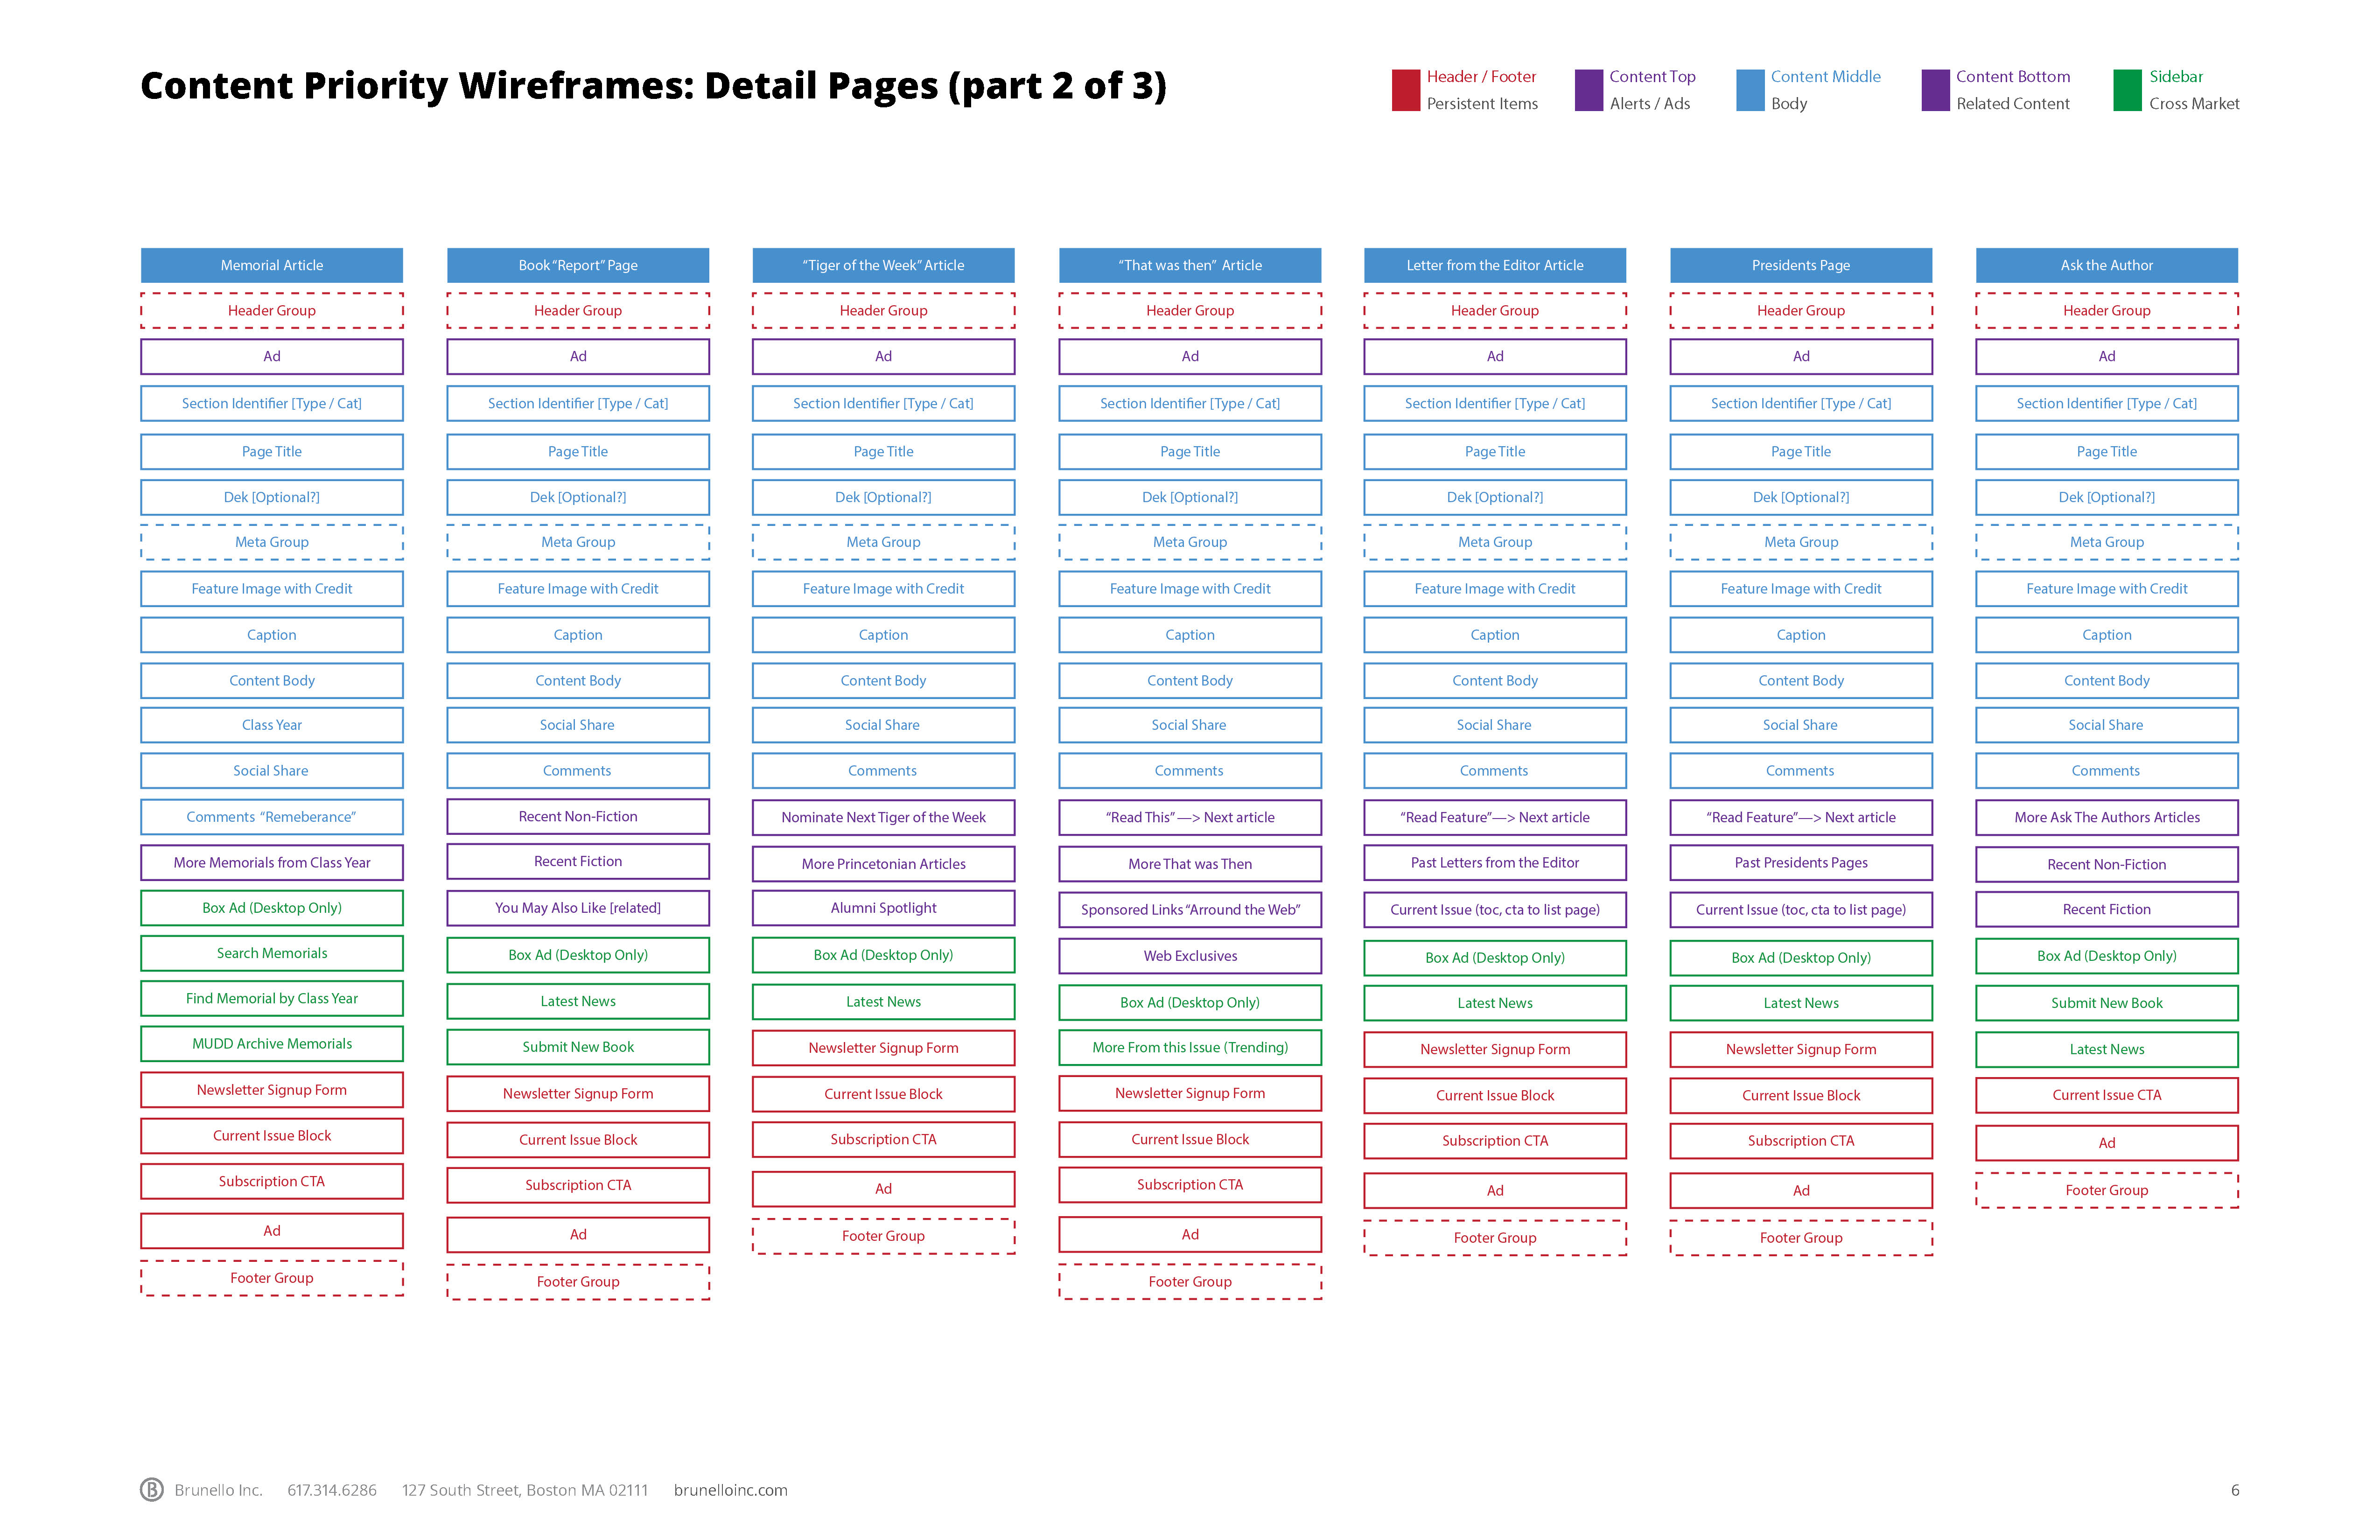 Content Priority Wireframes: Detail Pages (part 2 of 3)
Header / Footer
Persistent Items
Content Top
Alerts / Ads
Content Middle
Body
Content Bottom
Related Content
Sidebar
Cross Market
Memorial Article
Header Group
Ad
Section Identifier [Type / Cat]
Page Title
Dek [Optional?]
Meta Group
Feature Image with Credit
Caption
Content Body
Class Year
Social Share
Comments "Remeberance"
More Memorials from Class Year
Box Ad (Desktop Only)
Search Memorials
Find Memorial by Class Year
MUDD Archive Memorials
Newsletter Signup Form
Current Issue Block
Subscription CTA
Ad
Footer Group
Book “Report” Page
Header Group
Ad
Section Identifier [Type / Cat]
Page Title
Dek [Optional?]
Meta Group
Feature Image with Credit
Caption
Content Body
Social Share
Comments
Recent Non-Fiction
Recent Fiction
You May Also Like [related]
Box Ad (Desktop Only)
Latest News
Submit New Book
Newsletter Signup Form
Current Issue Block
Subscription CTA
Ad
Footer Group
“Tiger of the Week” Article
Header Group
Ad
Section Identifier [Type / Cat]
Page Title
Dek [Optional?]
Meta Group
Feature Image with Credit
Caption
Content Body
Social Share
Comments
Nominate Next Tiger of the Week
More Princetonian Articles
Alumni Spotlight
Box Ad (Desktop Only)
Latest News
Newsletter Signup Form
Current Issue Block
Subscription CTA
Ad
Footer Group
“That was then” Article
Header Group
Ad
Section Identifier [Type / Cat]
Page Title
Dek [Optional?]
Meta Group
Feature Image with Credit
Caption
Content Body
Social Share
Comments
“Read This” —> Next article
More That was Then
Sponsored Links “Arround the Web”
Web Exclusives
Box Ad (Desktop Only)
More From this Issue (Trending)
Newsletter Signup Form
Current Issue Block
Subscription CTA
Ad
Footer Group
Letter from the Editor Article
Header Group
Ad
Section Identifier [Type / Cat]
Page Title
Dek [Optional?]
Meta Group
Feature Image with Credit
Caption
Content Body
Social Share
Comments
“Read Feature”—> Next article
Past Letters from the Editor
Current Issue (toc, cta to list page)
Box Ad (Desktop Only)
Latest News
Newsletter Signup Form
Current Issue Block
Subscription CTA
Ad
Footer Group
Presidents Page
Header Group
Ad
Section Identifier [Type / Cat]
Page Title
Dek [Optional?]
Meta Group
Feature Image with Credit
Caption
Content Body
Social Share
Comments
“Read Feature”—> Next article
Past Presidents Pages
Current Issue (toc, cta to list page)
Box Ad (Desktop Only)
Latest News
Newsletter Signup Form
Current Issue Block
Subscription CTA
Ad
Footer Group
Ask the Author
Header Group
Ad
Section Identifier [Type / Cat]
Page Title
Dek [Optional?]
Meta Group
Feature Image with Credit
Caption
Content Body
Social Share
Comments
More Ask The Authors Articles
Recent Non-Fiction
Recent Fiction
Box Ad (Desktop Only)
Submit New Book
Latest News
Current Issue CTA
Ad
Footer Group
B Brunello Inc. 617.314.6286 127 South Street, Boston MA 02111 brunelloinc.com
6